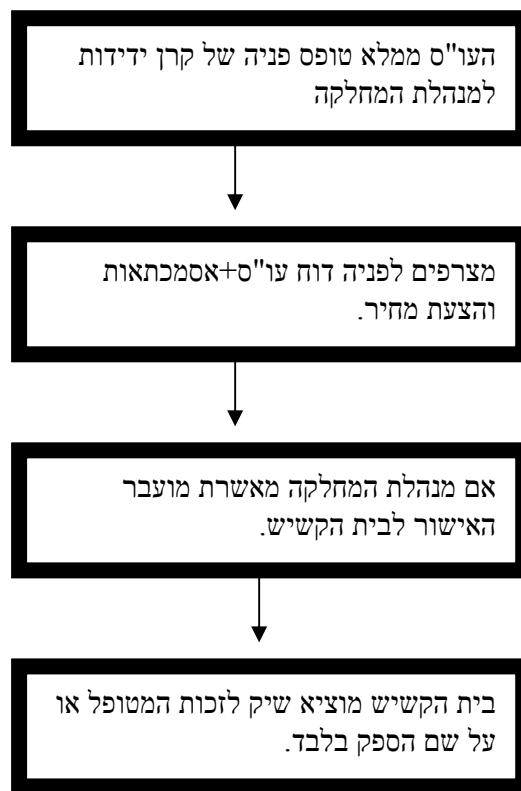 העו"ס ממלא טופס פניה של קרן ידידות
למנהלת המחלקה
מצרפים לפניה דוח עו"ס+אסמכתאות
והצעת מחיר.
אם מנהלת המחלקה מאשרת מועבר
האישור לבית הקשיש.
בית הקשיש מוציא שיק לזכות המטופל או
על שם הספק בלבד.